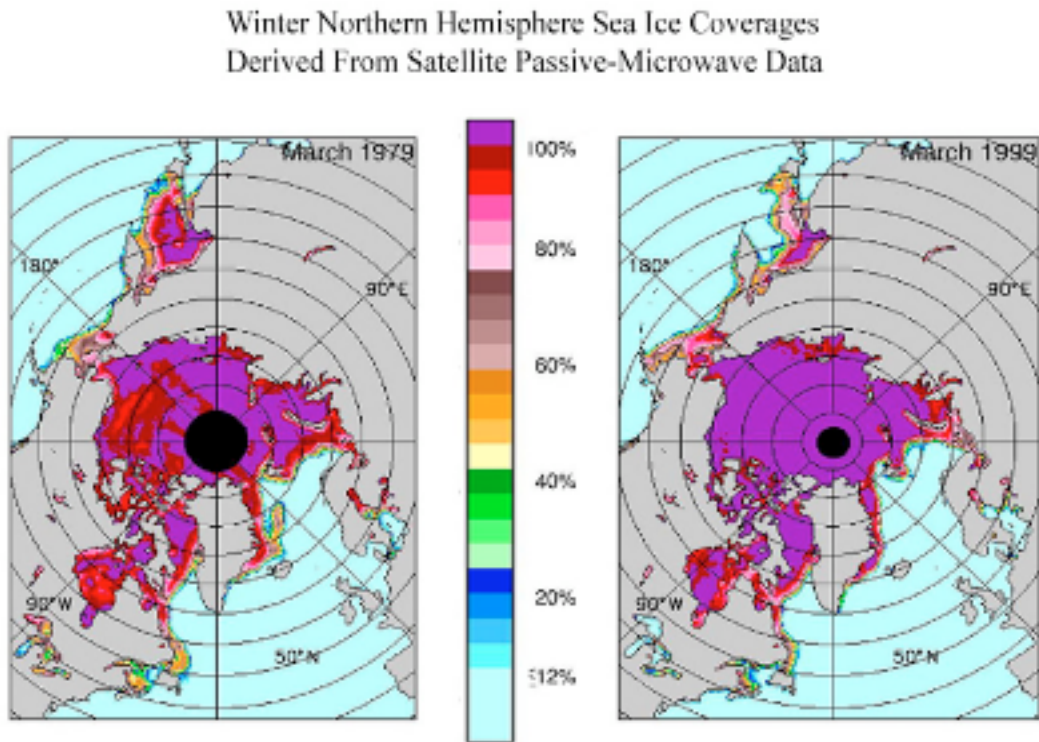 Winter Northern Hemisphere Sea Ice Coverages
Derived From Satellite Passive-Microwave Data
March 1979
180°
90°E
90°W
50°N
100%
80%
60%
40%
20%
12%
March 1999
180°
90°E
90°W
50°N